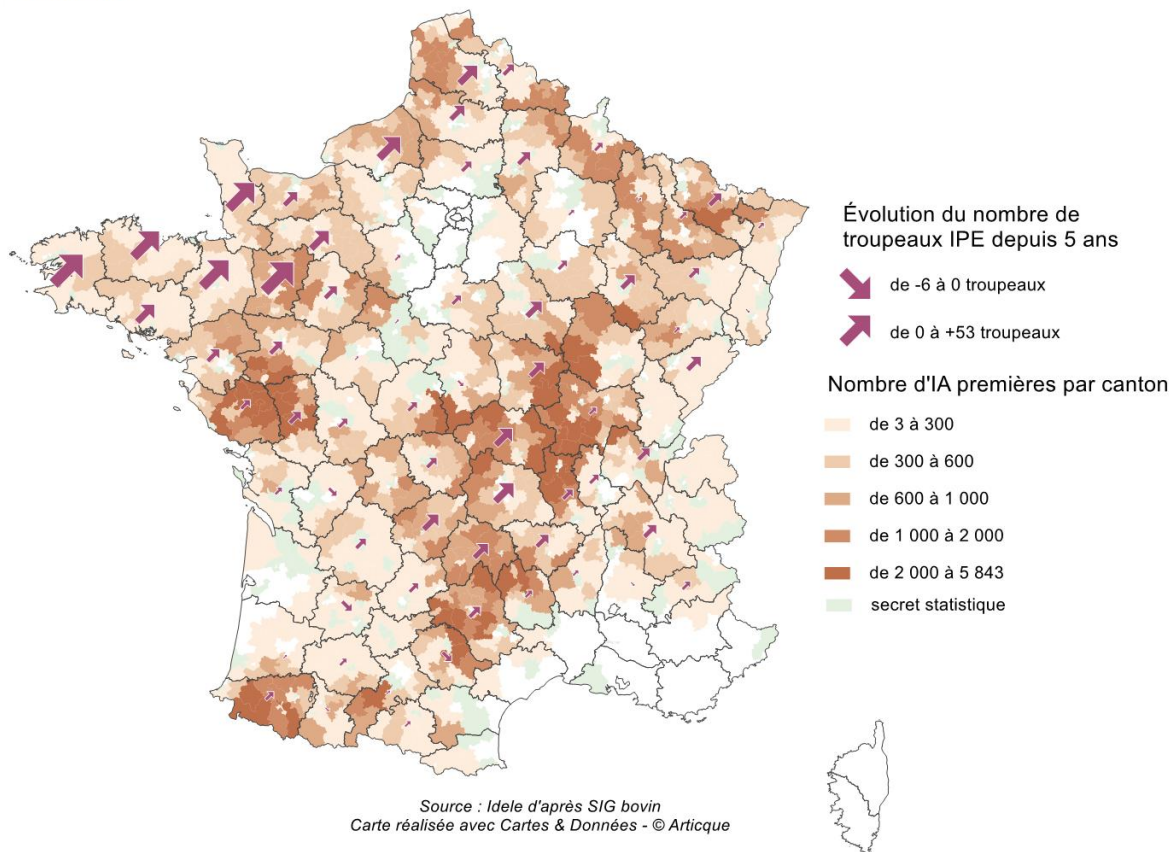 Évolution du nombre de
troupeaux IPE depuis 5 ans
de -6 à 0 troupeaux
de 0 à +53 troupeaux
Nombre d'IA premières par canton
de 3 à 300
de 300 à 600
de 600 à 1 000
de 1 000 à 2 000
de 2 000 à 5 843
secret statistique
Source : Idele d'après SIG bovin
Carte réalisée avec Cartes & Données - © Articque